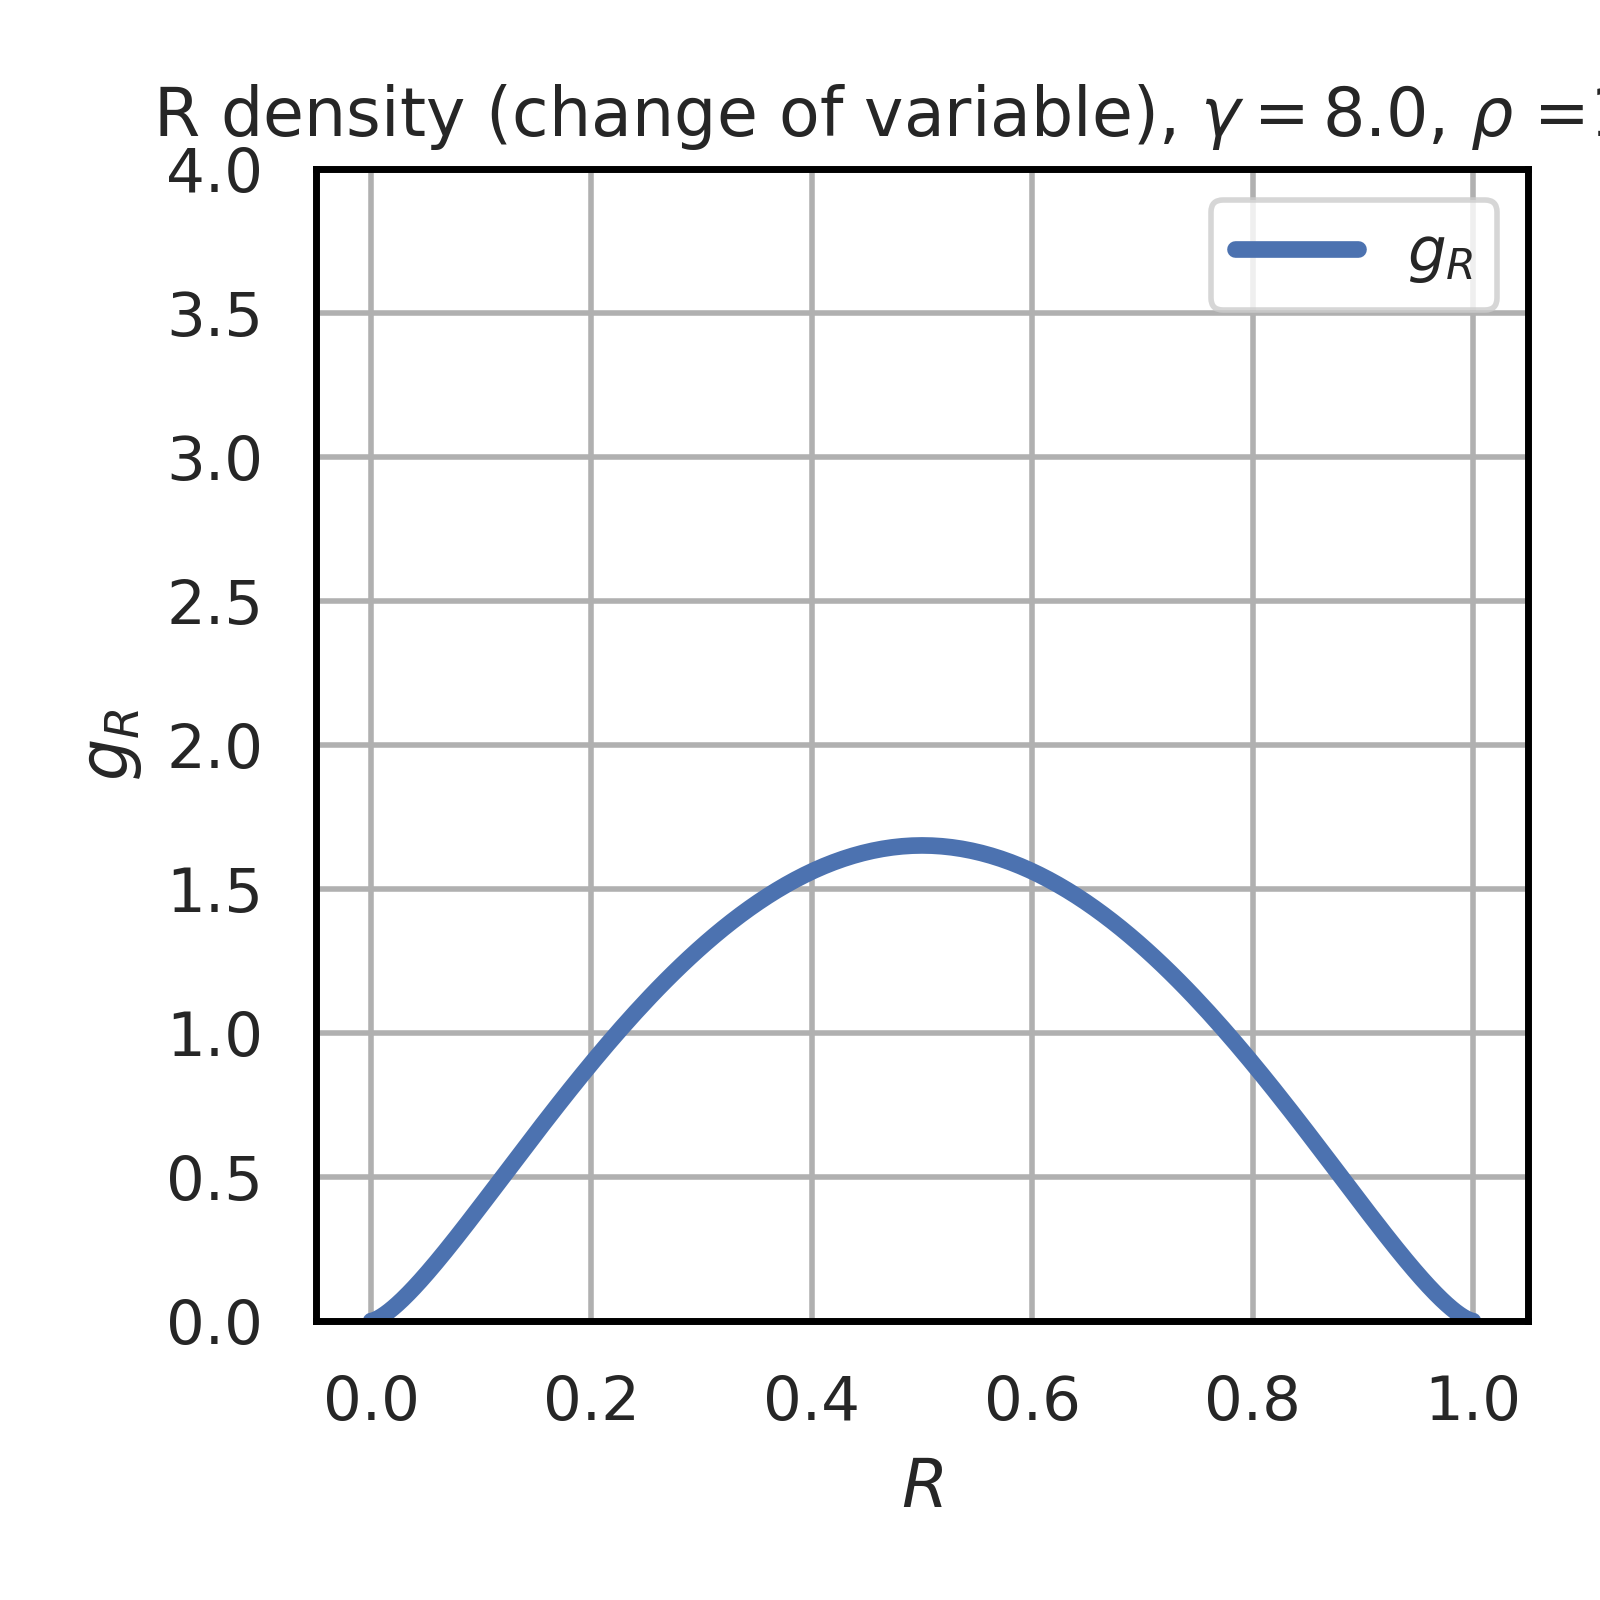 R density (change of variable), γ = 8.0, ρ =
4.0
g_R
3.5
3.0
2.5
2.0
1.5
1.0
0.5
0.0
g_R
0.0 0.2 0.4 0.6 0.8 1.0
R